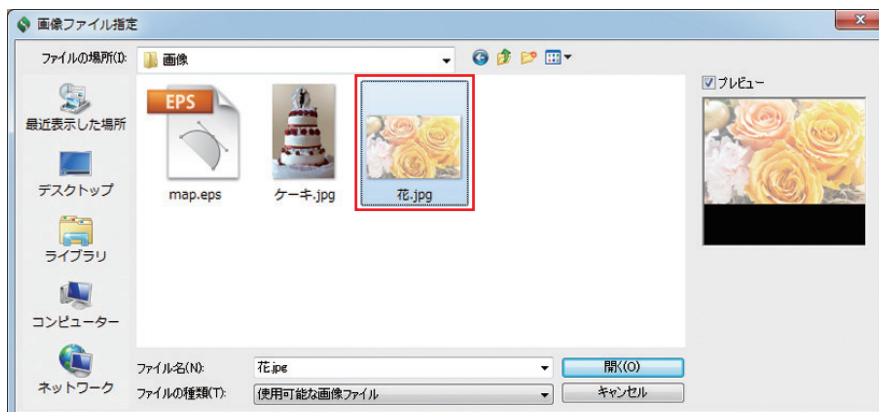 画像ファイル指定
ファイルの場所(I):
画像
プレビュー
EPS
最近表示した場所
map.eps
ケーキ.jpg
花.jpg
デスクトップ
ライブラリ
コンピューター
ネットワーク
ファイル名(N):
花.jpg
開く(O)
ファイルの種類(T):
使用可能な画像ファイル
キャンセル